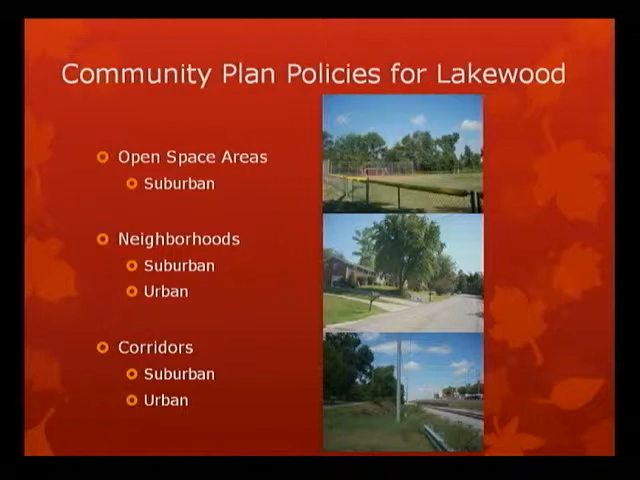 Community Plan Policies for Lakewood
Open Space Areas
Suburban
Neighborhoods
Suburban
Urban
Corridors
Suburban
Urban